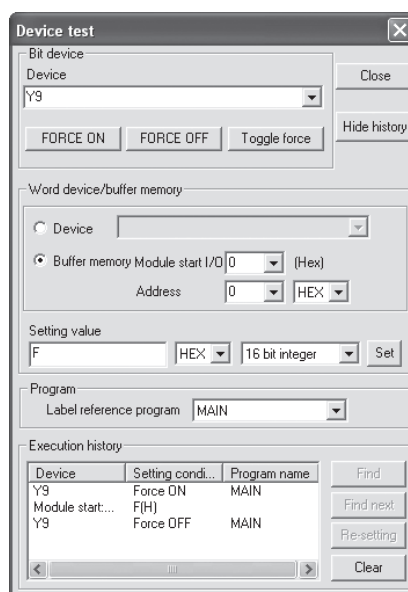 Device test
Bit device
Device
Close
Y9
FORCE ON FORCE OFF Toggle force
Hide history
Word device/buffer memory
Device
Buffer memory Module start I/O 0 (Hex)
Address 0 HEX
Setting value
F HEX 16 bit integer Set
Program
Label reference program MAIN
Execution history
Device Setting condi... Program name
Find
Y9 Force ON MAIN
Module start:... F(H)
Find next
Y9 Force OFF MAIN
Re-setting
Clear